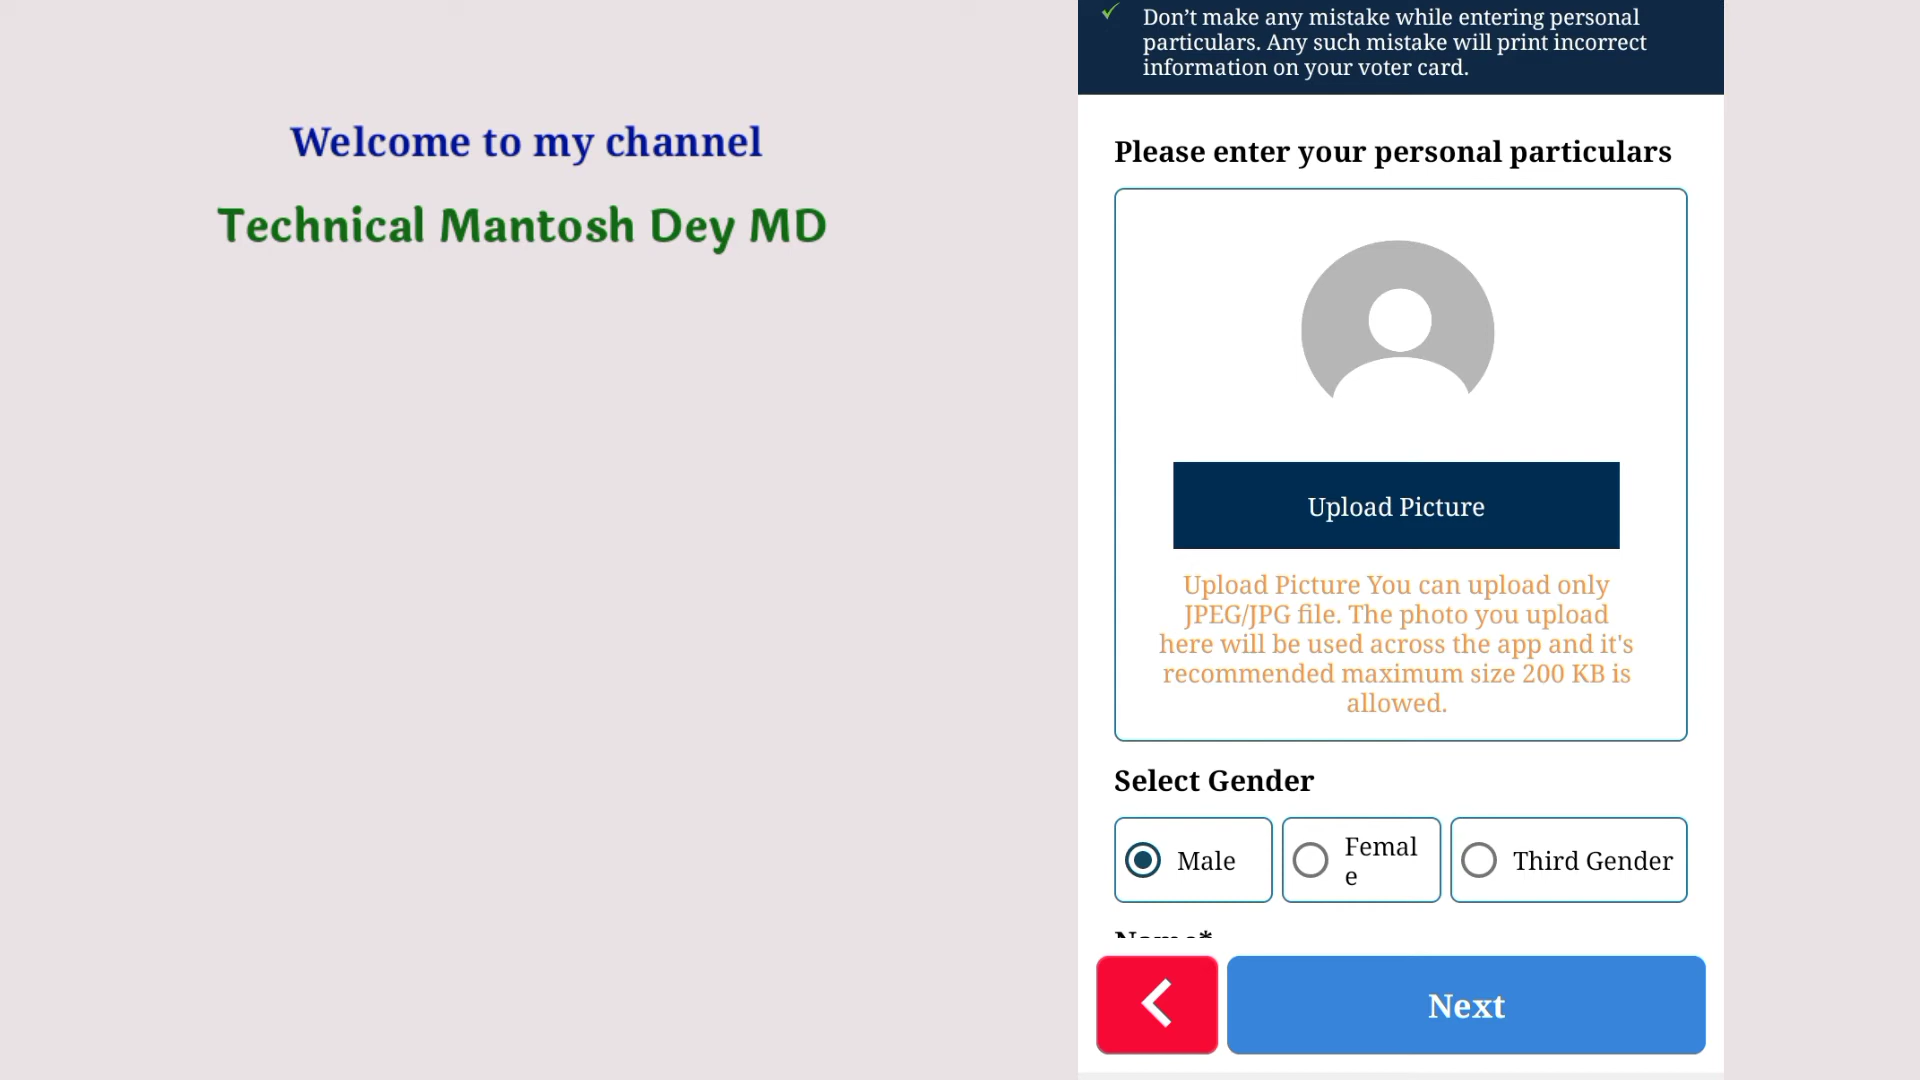 Welcome to my channel
Technical Mantosh Dey MD
Don’t make any mistake while entering personal
particulars. Any such mistake will print incorrect
information on your voter card.
Please enter your personal particulars
Upload Picture
Upload Picture You can upload only
JPEG/JPG file. The photo you upload
here will be used across the app and it's
recommended maximum size 200 KB is
allowed.
Select Gender
Male
Femal
e
Third Gender
Name*
Next